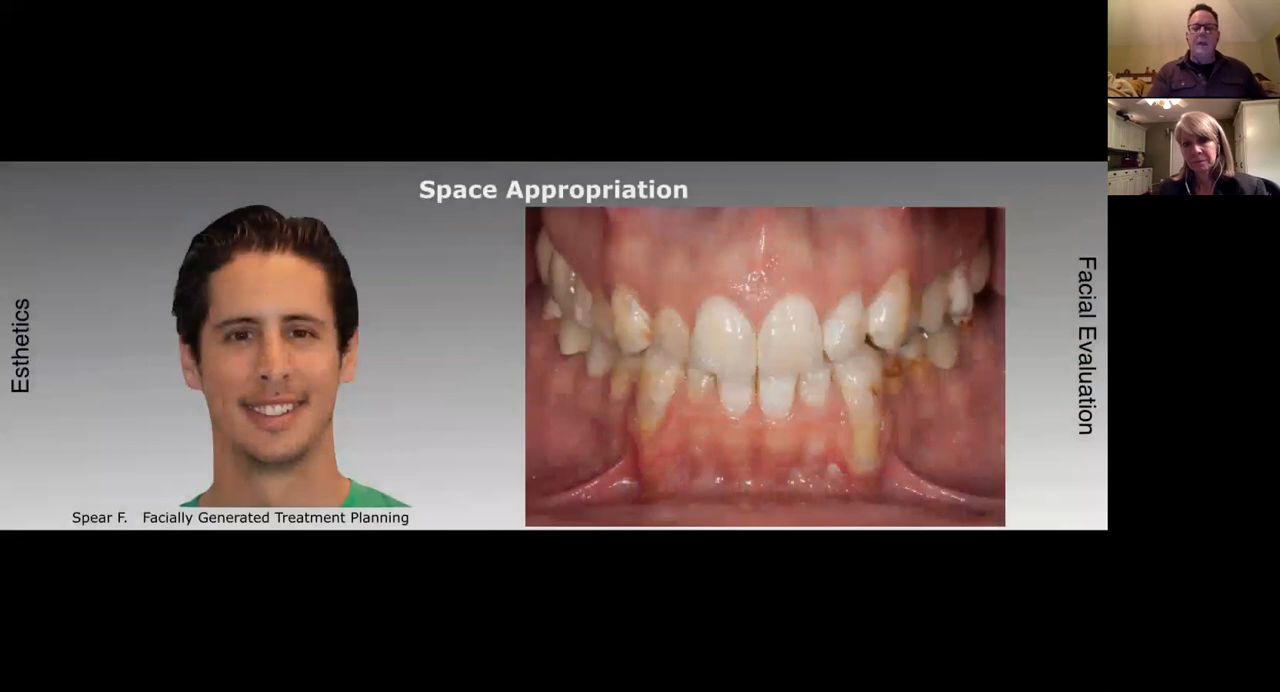 Space Appropriation
Esthetics
Facial Evaluation
Spear F. Facially Generated Treatment Planning